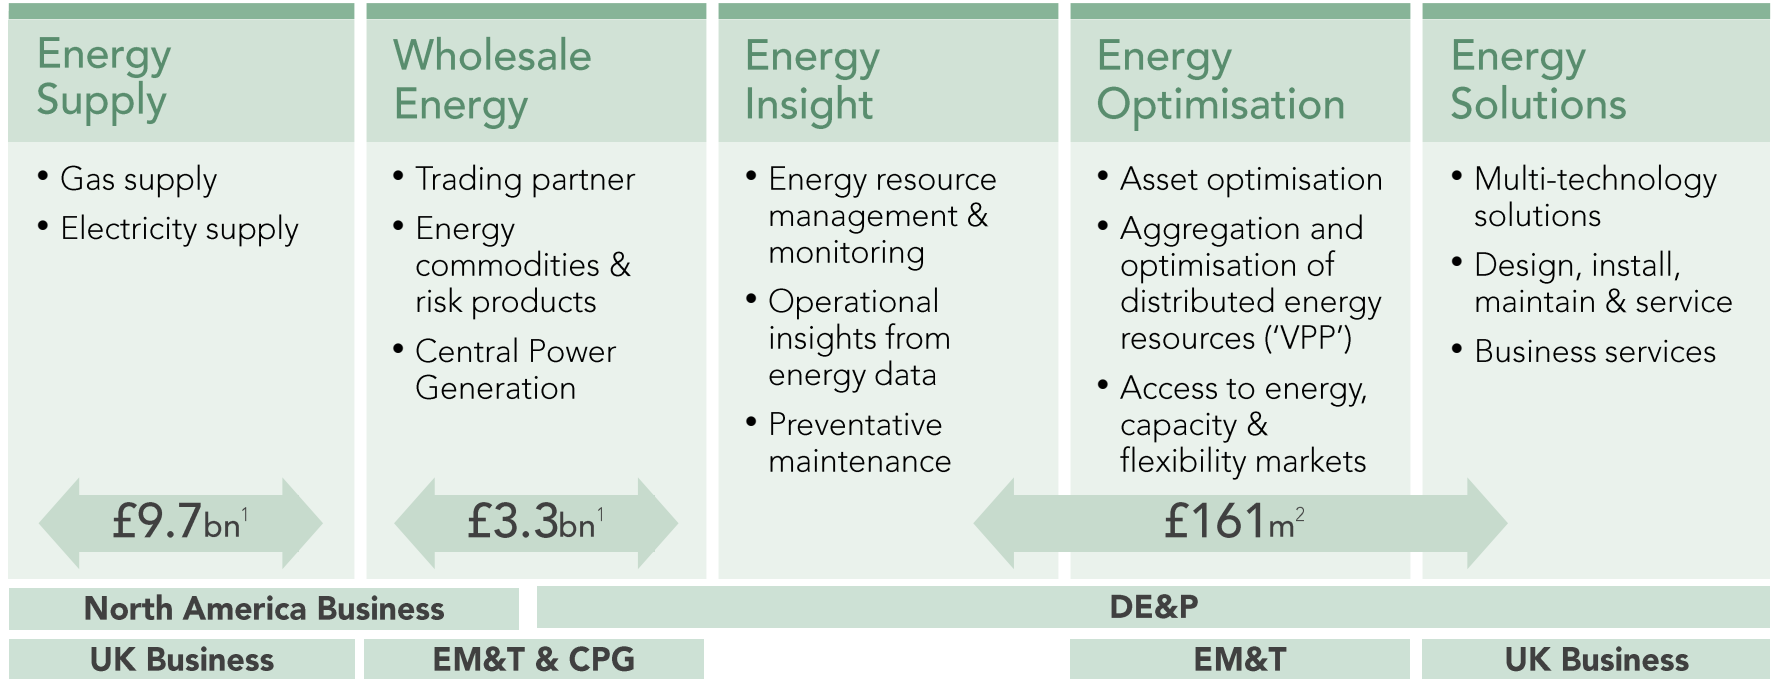 Energy
Supply
• Gas supply
• Electricity supply
£9.7bn1
Wholesale
Energy
• Trading partner
• Energy
commodities &
risk products
• Central Power
Generation
£3.3bn1
Energy
Insight
• Energy resource
management &
monitoring
• Operational
insights from
energy data
• Preventative
maintenance
Energy
Optimisation
• Asset optimisation
• Aggregation and
optimisation of
distributed energy
resources (‘VPP’)
• Access to energy,
capacity &
flexibility markets
£161m2
Energy
Solutions
• Multi-technology
solutions
• Design, install,
maintain & service
• Business services
North America Business
DE&P
UK Business
EM&T & CPG
EM&T
UK Business